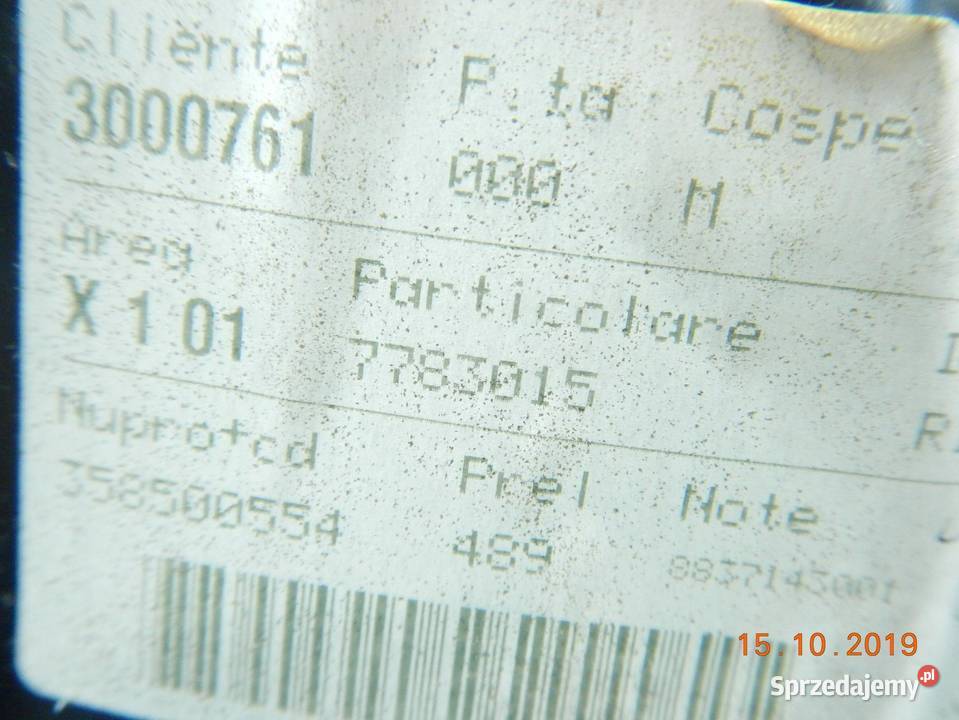 Cliente P.ta Cospe
3000761 000 M
Area Particolare
X 1 01 7783015
Nuprotcd Prel Note
358500554 489 8837143001
15.10.2019
Sprzedajemy.pl